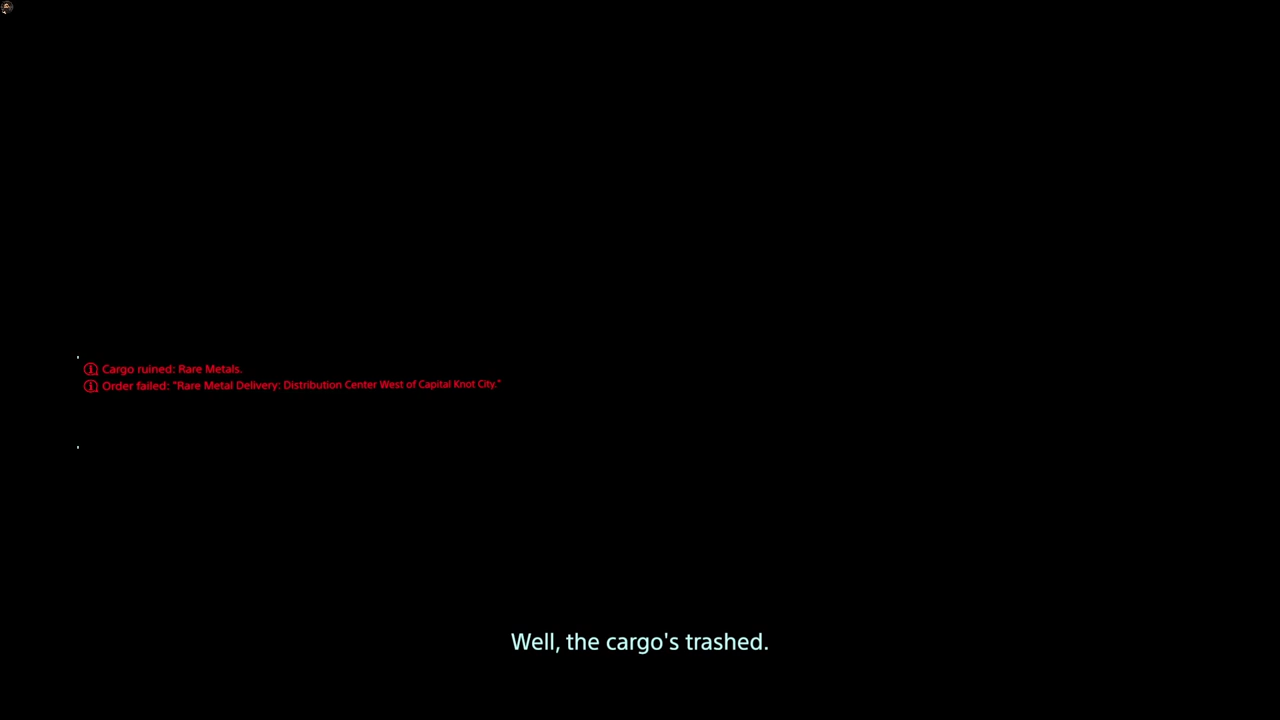 Cargo ruined: Rare Metals.
Order failed: "Rare Metal Delivery: Distribution Center West of Capital Knot City."
Well, the cargo's trashed.